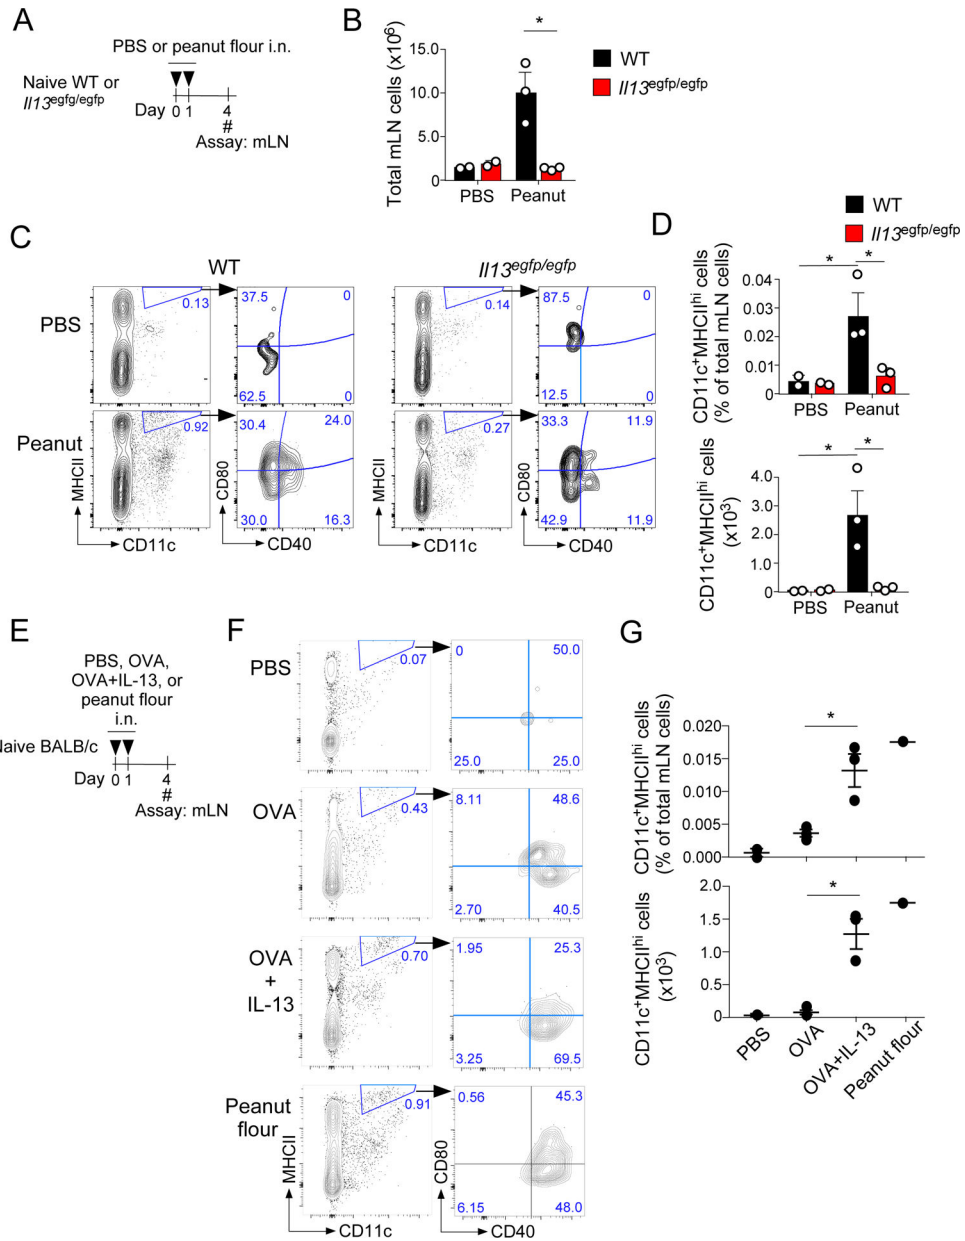 A
PBS or peanut flour i.n.
Naive WT or
Il13egfg/egfp
Day 0 1 4
#
Assay: mLN
B
Total mLN cells (x10⁶)
15.0
10.0
5.0
0
*
PBS Peanut
WT
Il13egfp/egfp
C
WT
Il13egfp/egfp
PBS
0.13
37.5 0
62.5 0
0.14
87.5 0
12.5 0
Peanut
0.92
30.4 24.0
30.0 16.3
0.27
33.3 11.9
42.9 11.9
MHCII
CD11c
CD80
CD40
MHCII
CD11c
CD80
CD40
D
WT
Il13egfp/egfp
CD11c+MHCIIhi cells
(% of total mLN cells)
0.04
0.03
0.02
0.01
0
* *
PBS Peanut
CD11c+MHCIIhi cells
(x103)
4.0
3.0
2.0
1.0
0
* *
PBS Peanut
E
PBS, OVA,
OVA+IL-13, or
peanut flour
i.n.
Naive BALB/c
Day 0 1 4
#
Assay: mLN
F
PBS
0.07
0 50.0
25.0 25.0
OVA
0.43
8.11 48.6
2.70 40.5
OVA
+
IL-13
0.70
1.95 25.3
3.25 69.5
Peanut
flour
0.91
0.56 45.3
6.15 48.0
MHCII
CD11c
CD80
CD40
G
CD11c+MHCIIhi cells
(% of total mLN cells)
0.020
0.015
0.010
0.005
0.000
*
CD11c+MHCIIhi cells
(x103)
2.0
1.5
1.0
0.5
0
*
PBS
OVA
OVA+IL-13
Peanut flour